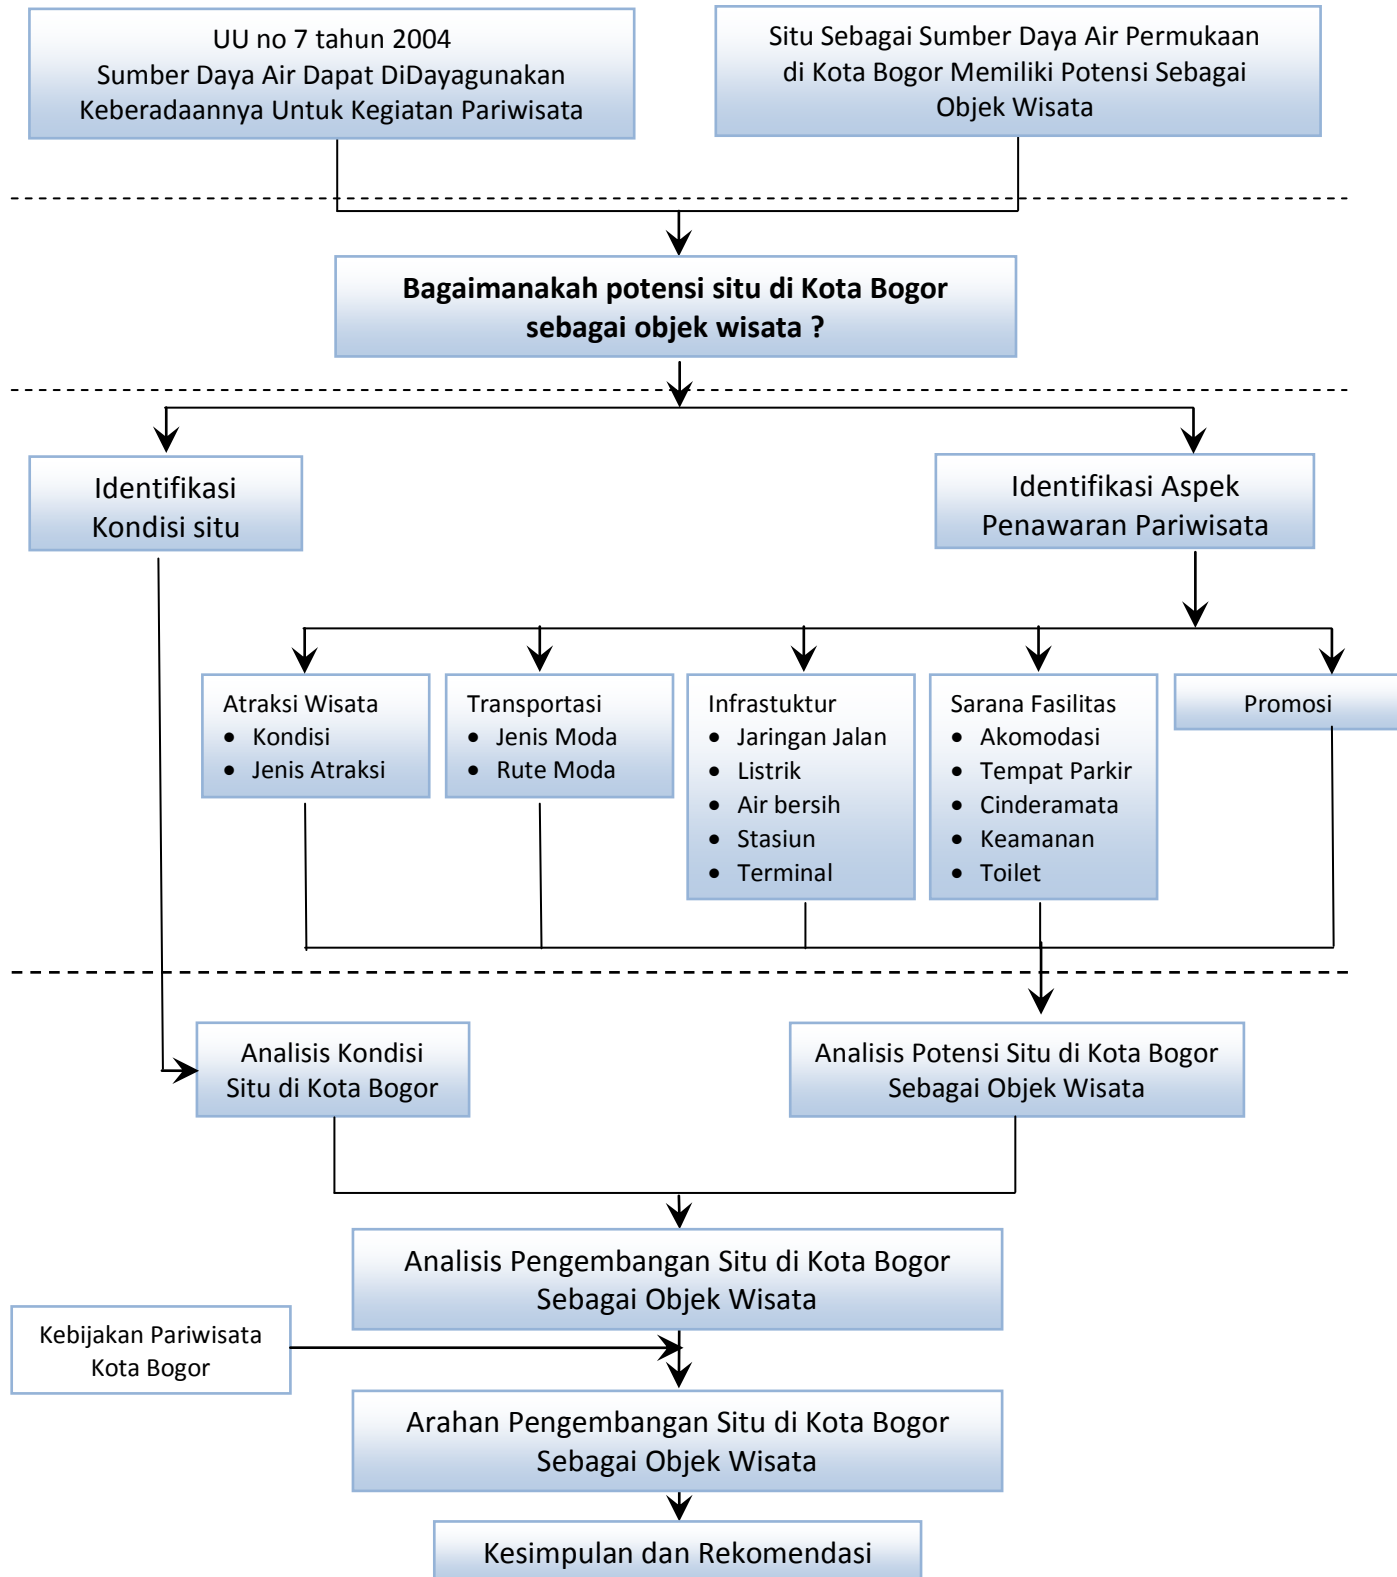 UU no 7 tahun 2004
Sumber Daya Air Dapat DiDayagunakan
Keberadaannya Untuk Kegiatan Pariwisata
Situ Sebagai Sumber Daya Air Permukaan
di Kota Bogor Memiliki Potensi Sebagai
Objek Wisata
Bagaimanakah potensi situ di Kota Bogor
sebagai objek wisata ?
Identifikasi
Kondisi situ
Identifikasi Aspek
Penawaran Pariwisata
Atraksi Wisata
• Kondisi
• Jenis Atraksi
Transportasi
• Jenis Moda
• Rute Moda
Infrastuktur
• Jaringan Jalan
• Listrik
• Air bersih
• Stasiun
• Terminal
Sarana Fasilitas
• Akomodasi
• Tempat Parkir
• Cinderamata
• Keamanan
• Toilet
Promosi
Analisis Kondisi
Situ di Kota Bogor
Analisis Potensi Situ di Kota Bogor
Sebagai Objek Wisata
Analisis Pengembangan Situ di Kota Bogor
Sebagai Objek Wisata
Kebijakan Pariwisata
Kota Bogor
Arahan Pengembangan Situ di Kota Bogor
Sebagai Objek Wisata
Kesimpulan dan Rekomendasi